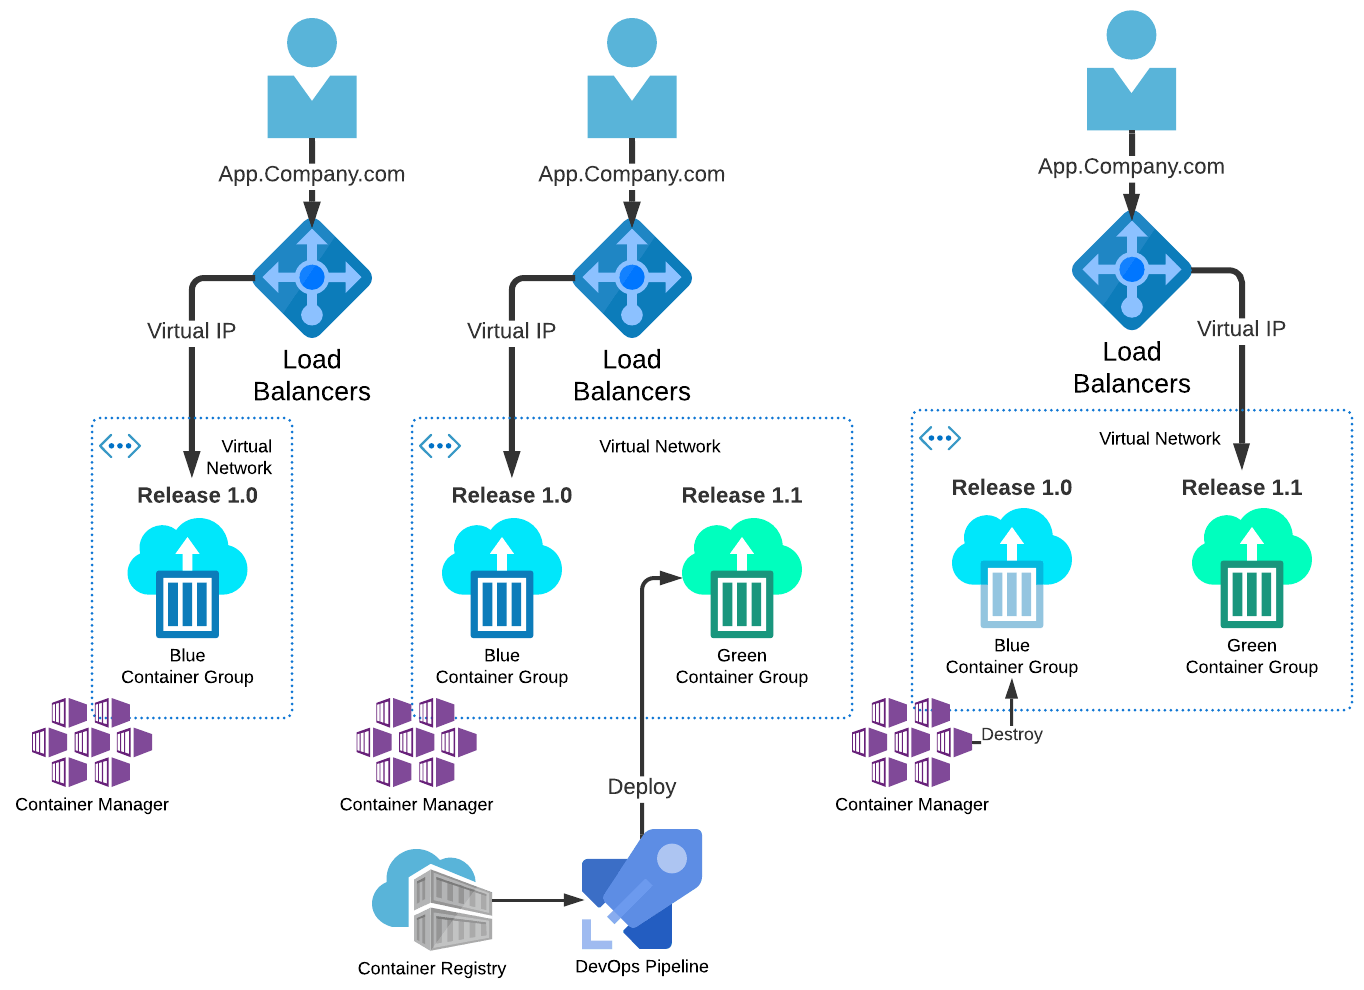 App.Company.com
Virtual IP
Load
Balancers
Virtual
Network
Release 1.0
Blue
Container Group
Container Manager
App.Company.com
Virtual IP
Load
Balancers
Virtual Network
Release 1.0
Release 1.1
Blue
Container Group
Green
Container Group
Container Manager
Deploy
Container Registry
DevOps Pipeline
App.Company.com
Virtual IP
Load
Balancers
Virtual Network
Release 1.0
Release 1.1
Blue
Container Group
Green
Container Group
Destroy
Container Manager